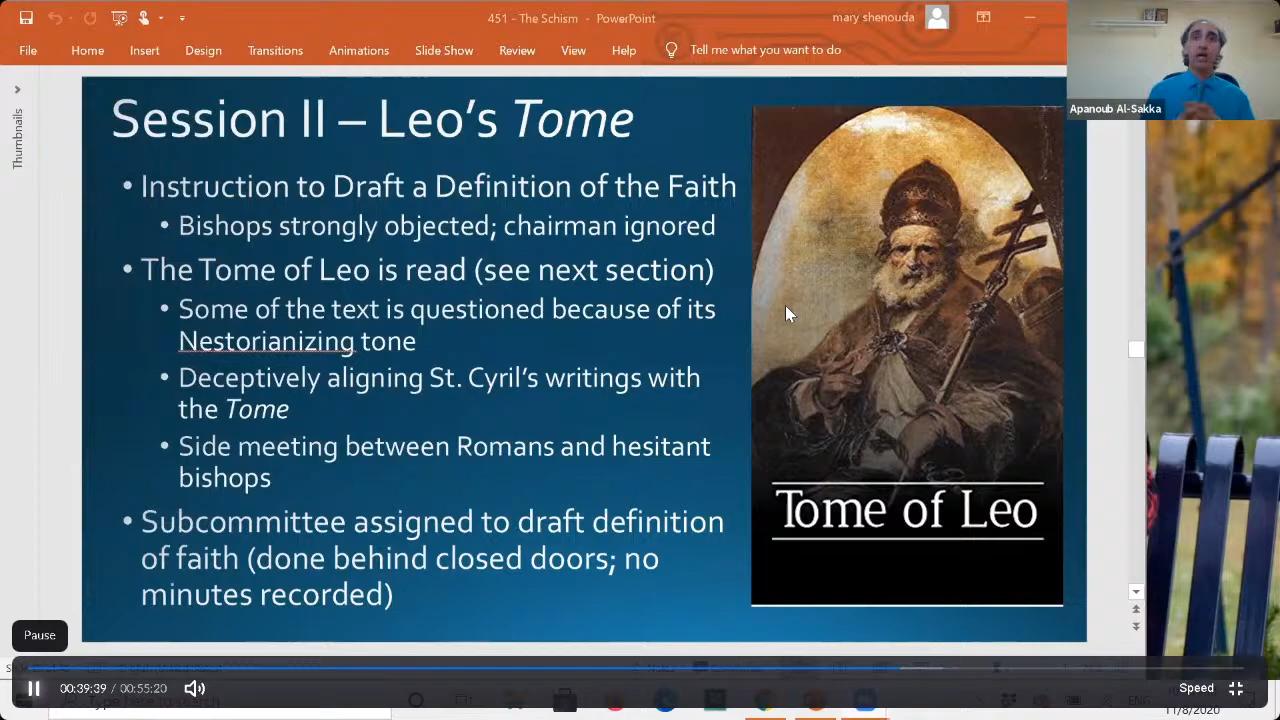 451 - The Schism - PowerPoint
mary shenouda
File Home Insert Design Transitions Animations Slide Show Review View Help Tell me what you want to do
Apanoub Al-Sakka
Thumbnails
Session II – Leo's Tome
• Instruction to Draft a Definition of the Faith
• Bishops strongly objected; chairman ignored
• The Tome of Leo is read (see next section)
• Some of the text is questioned because of its
Nestorianizing tone
• Deceptively aligning St. Cyril's writings with
the Tome
• Side meeting between Romans and hesitant
bishops
• Subcommittee assigned to draft definition
of faith (done behind closed doors; no
minutes recorded)
Tome of Leo
Pause
00:39:39 / 00:55:20
Speed
11/8/2020